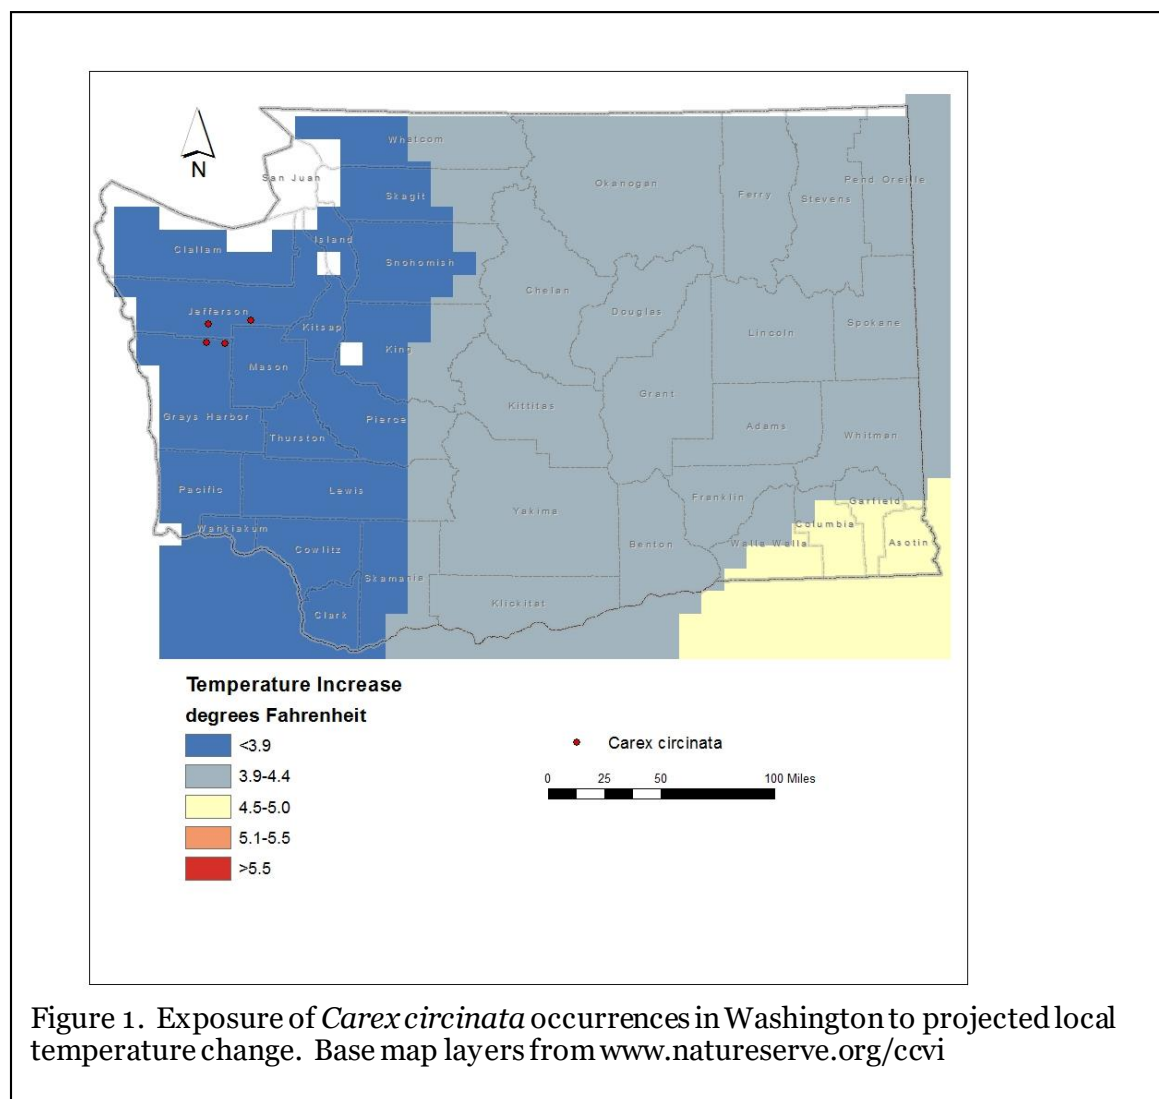 N
Whatcom
San Juan
Okanogan
Pend Oreille
Ferry
Stevens
Skagit
Island
Clallam
Snohomish
Chelan
Jefferson
Douglas
Kitsap
Lincoln
Spokane
King
Mason
Grant
Kittitas
Grays Harbor
Pierce
Adams
Whitman
Thurston
Pacific
Lewis
Franklin
Garfield
Yakima
Columbia
Wahkiakum
Benton
Walla Walla
Asotin
Cowlitz
Skamania
Klickitat
Clark
Temperature Increase
degrees Fahrenheit
<3.9
3.9-4.4
4.5-5.0
5.1-5.5
>5.5
Carex circinata
0 25 50 100 Miles
Figure 1. Exposure of Carex circinata occurrences in Washington to projected local
temperature change. Base map layers from www.natureserve.org/ccvi